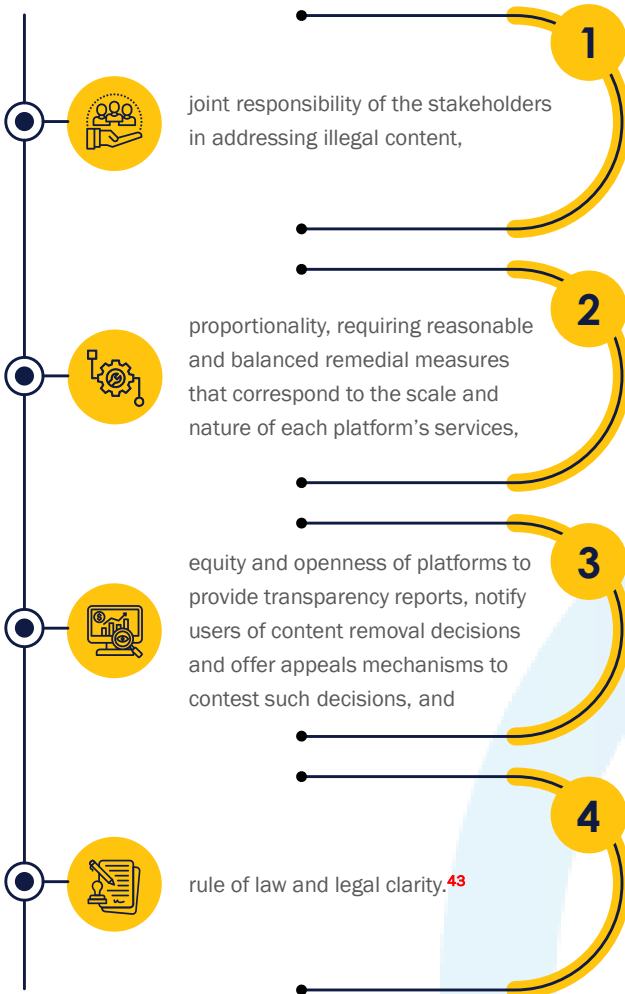 1
joint responsibility of the stakeholders
in addressing illegal content,
2
proportionality, requiring reasonable
and balanced remedial measures
that correspond to the scale and
nature of each platform’s services,
3
equity and openness of platforms to
provide transparency reports, notify
users of content removal decisions
and offer appeals mechanisms to
contest such decisions, and
4
rule of law and legal clarity.43